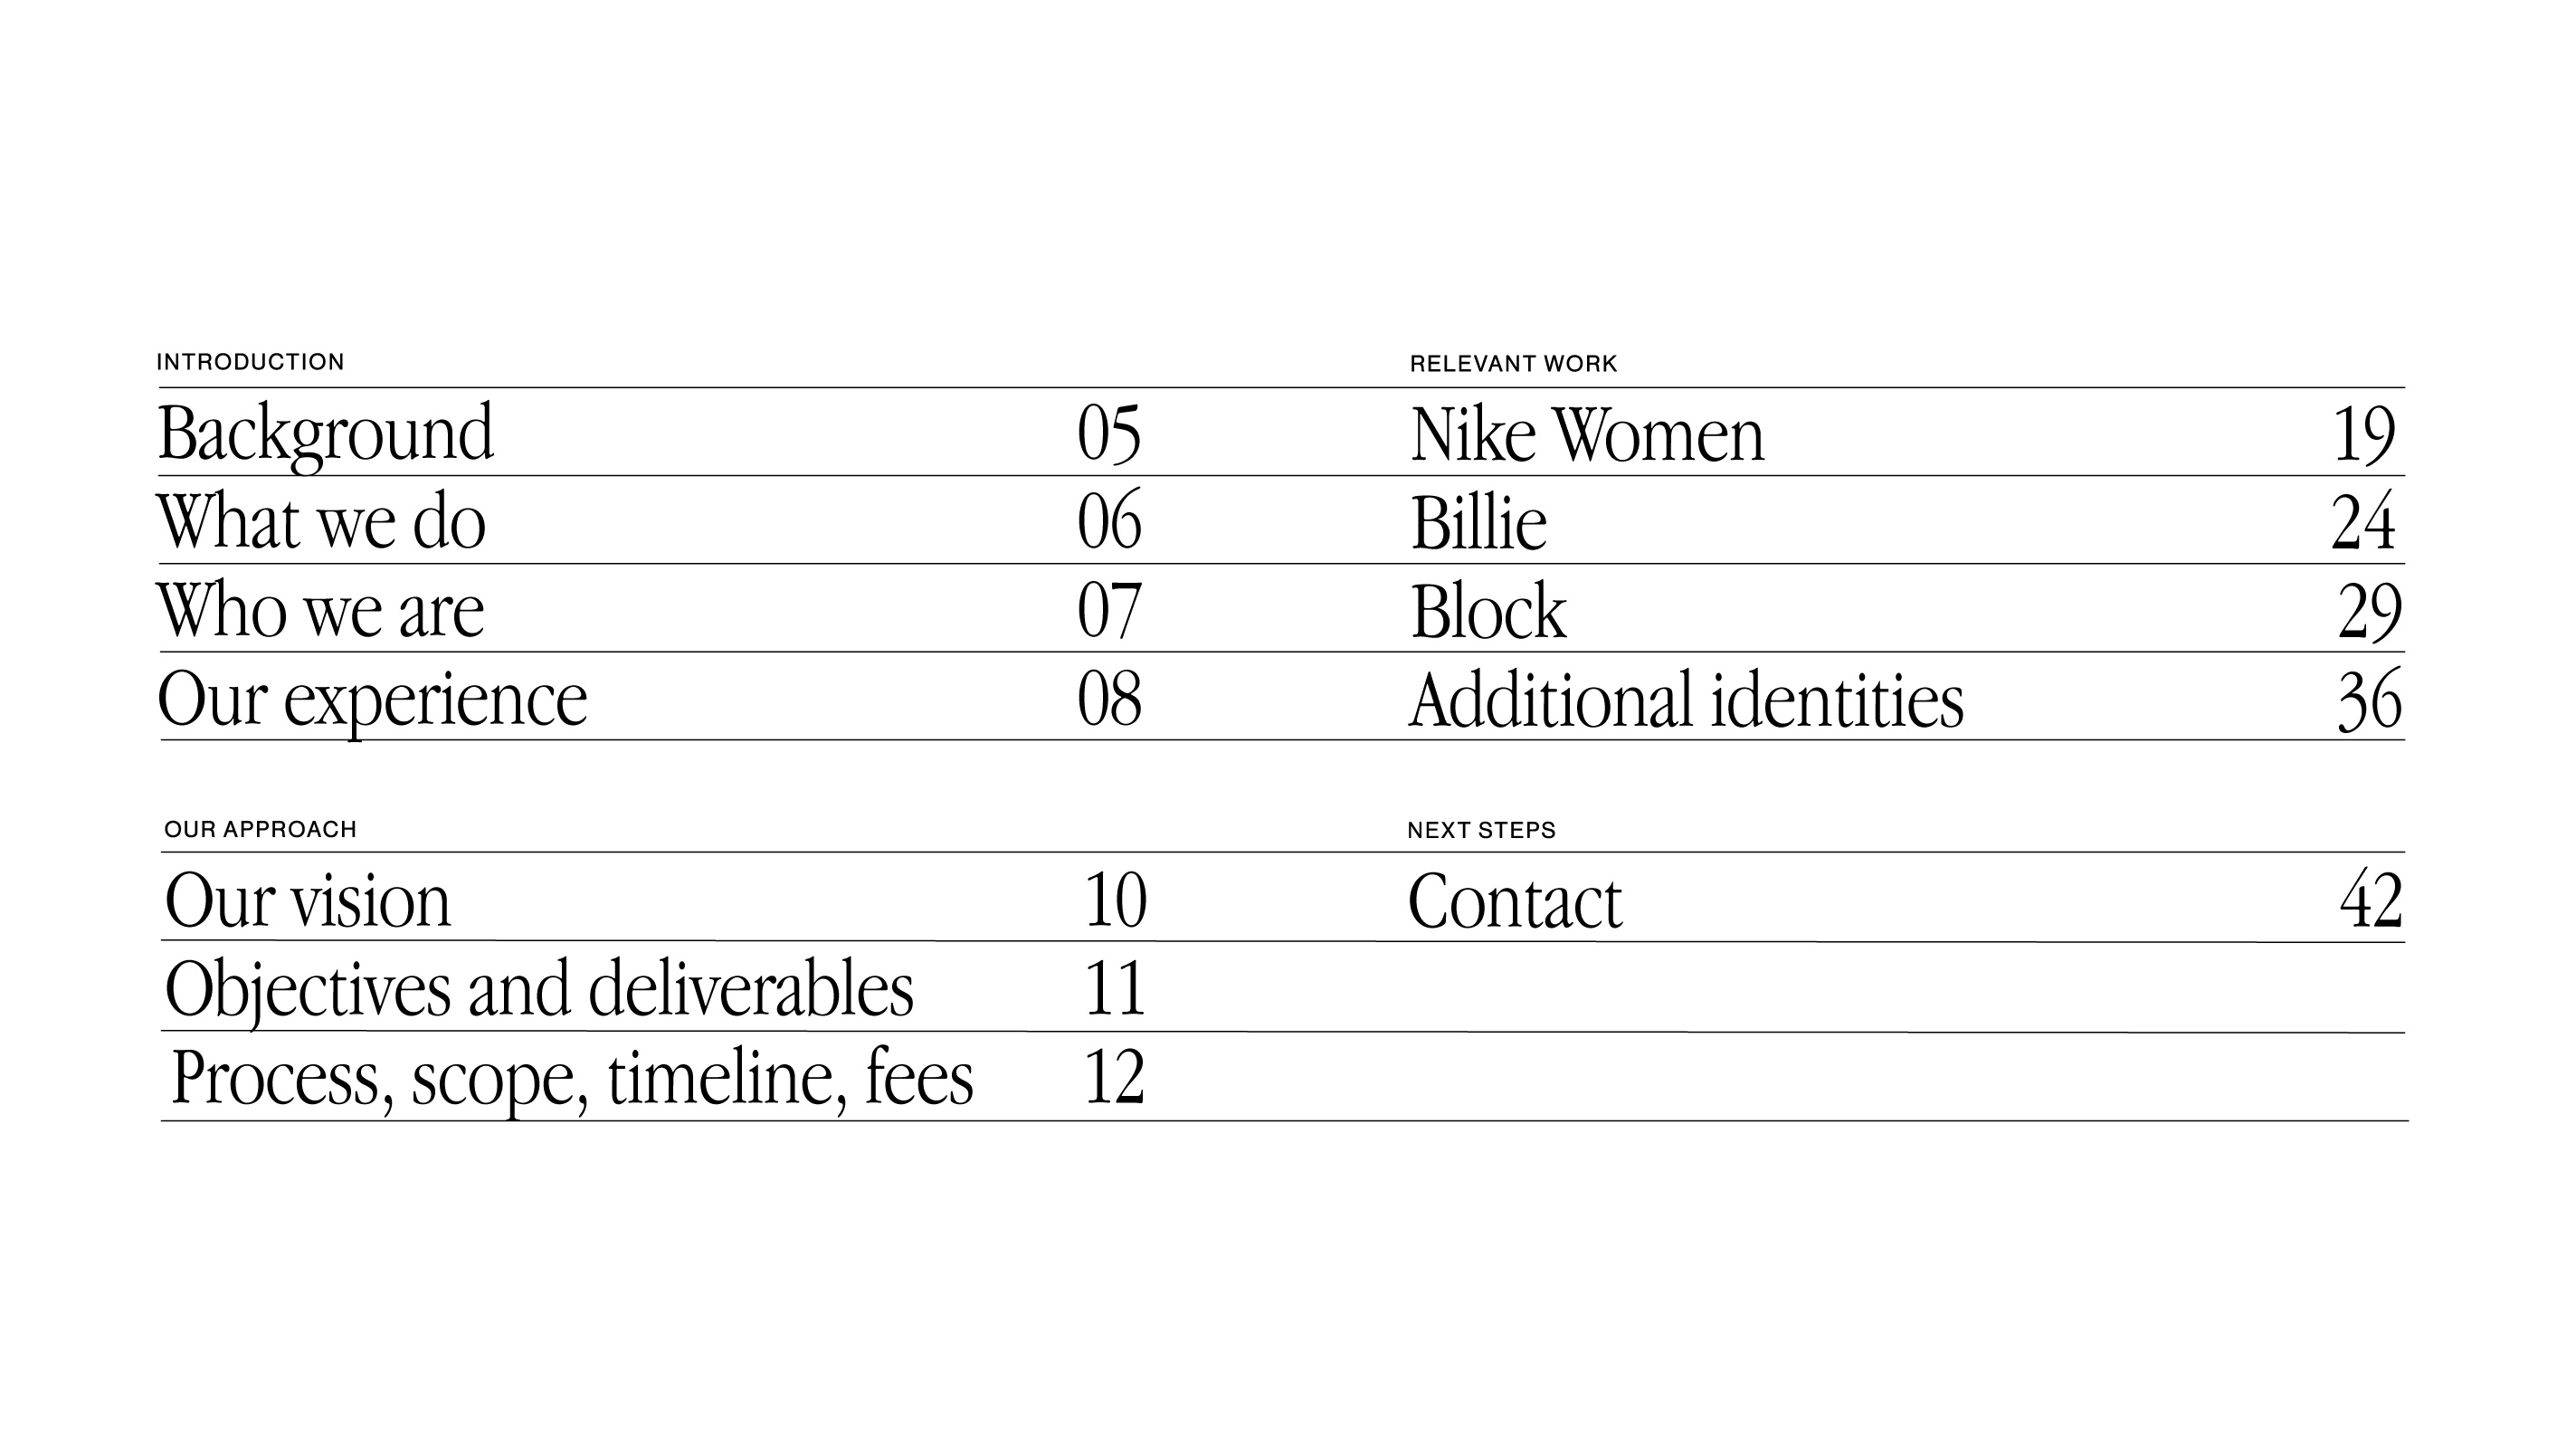 INTRODUCTION
Background 05
What we do 06
Who we are 07
Our experience 08
OUR APPROACH
Our vision 10
Objectives and deliverables 11
Process, scope, timeline, fees 12
RELEVANT WORK
Nike Women 19
Billie 24
Block 29
Additional identities 36
NEXT STEPS
Contact 42